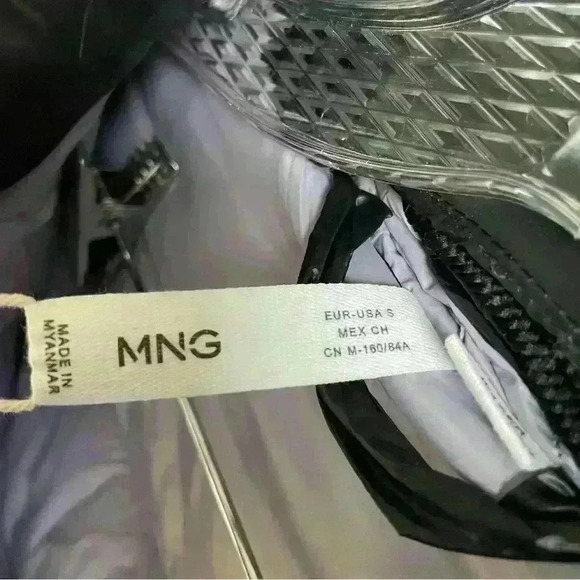 MADE IN
MYANMAR
MNG
EUR-USA S
MEX CH
CN M-160/84A